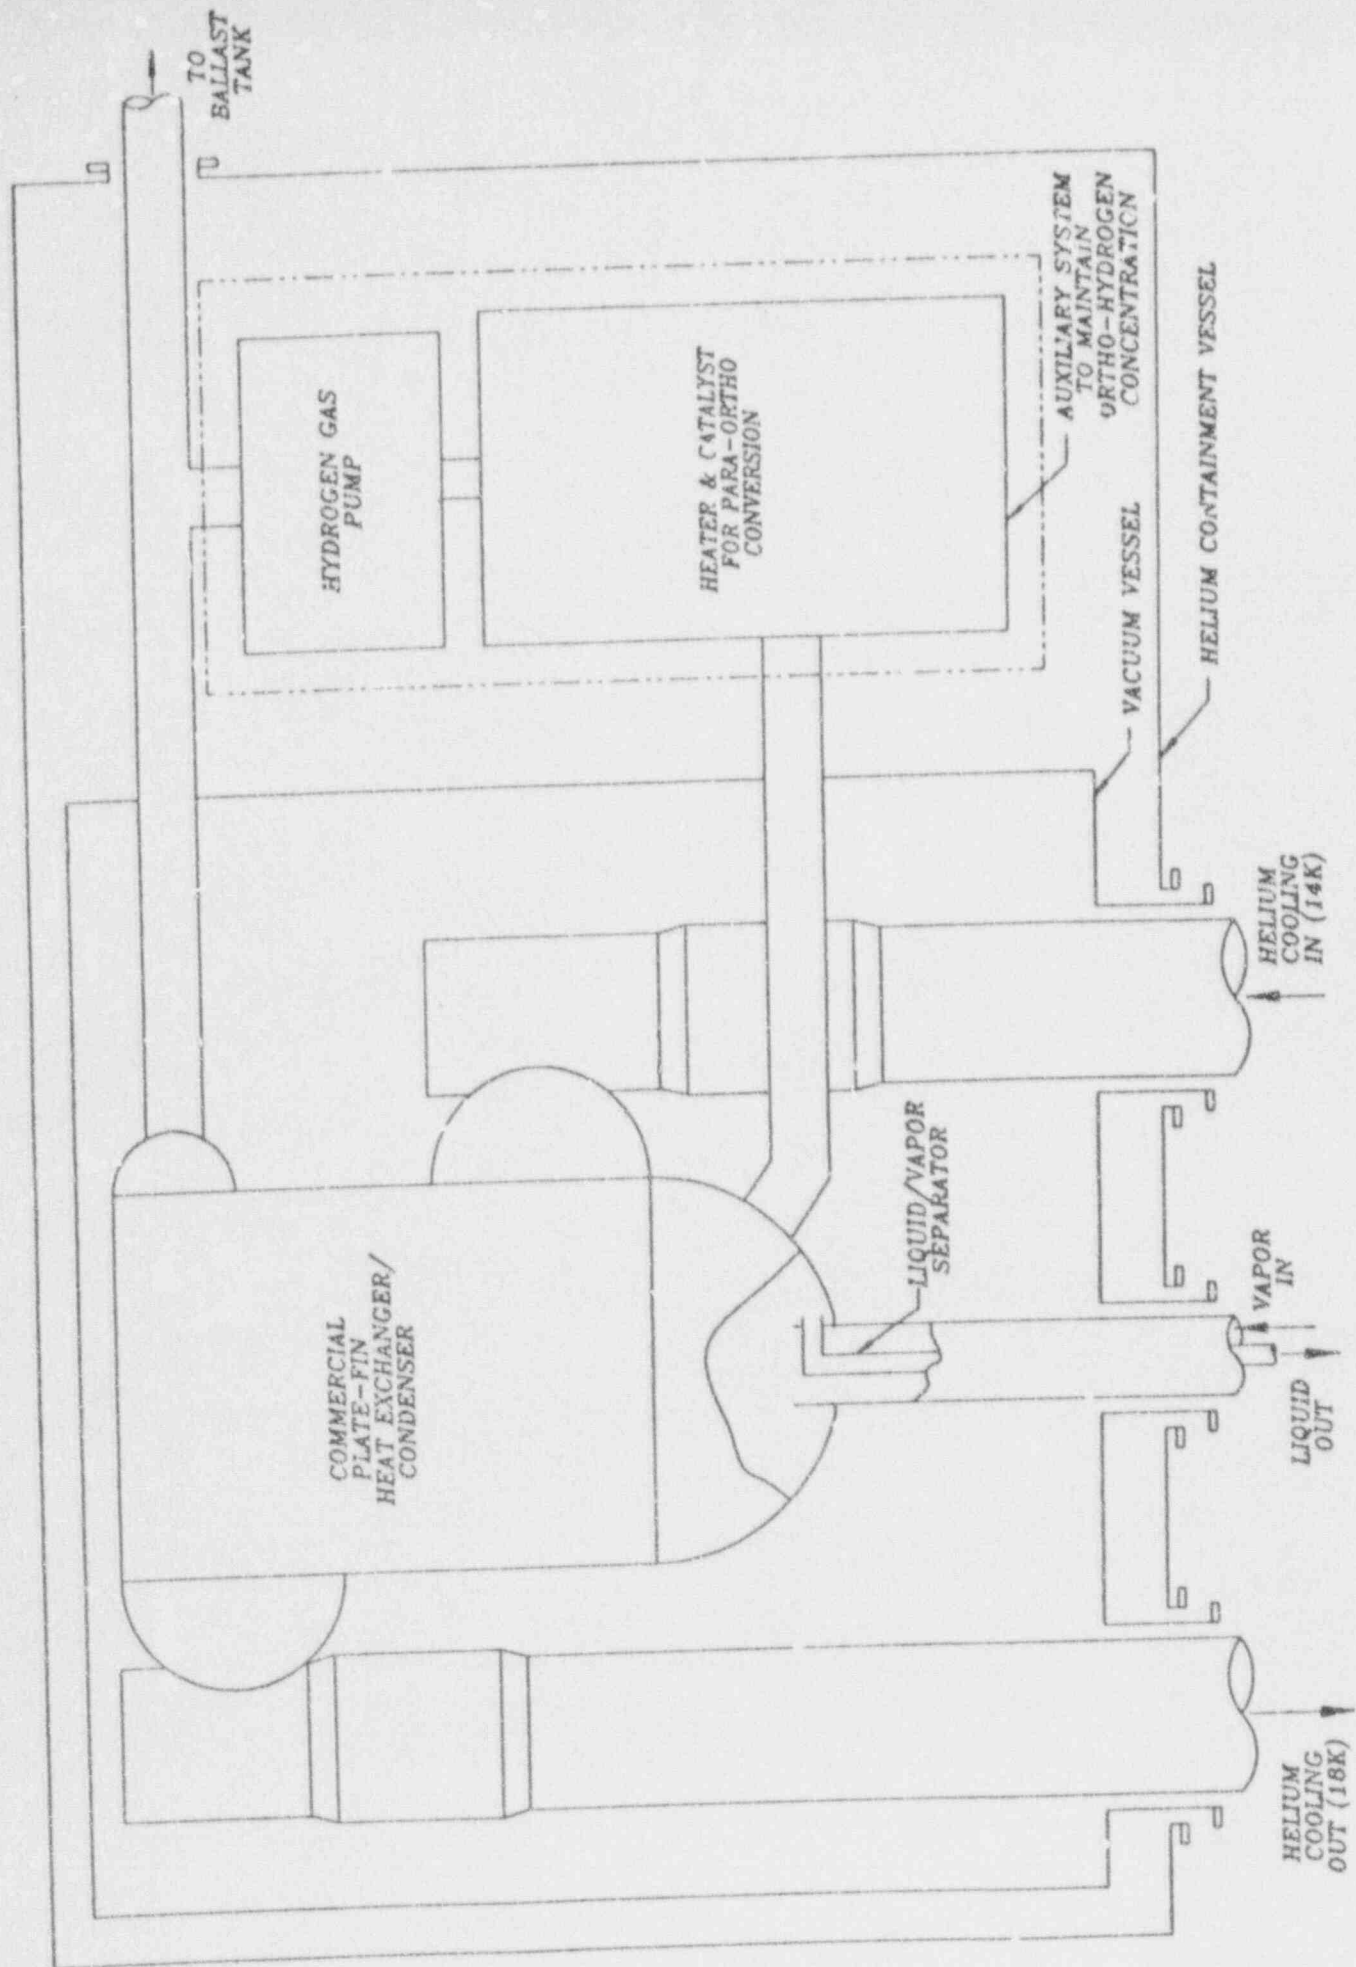 TO
BALLAST
TANK
HYDROGEN GAS
PUMP
HEATER & CATALYST
FOR PARA-ORTHO
CONVERSION
AUXILIARY SYSTEM
TO MAINTAIN
ORTHO-HYDROGEN
CONCENTRATION
VACUUM VESSEL
HELIUM CONTAINMENT VESSEL
COMMERCIAL
PLATE-FIN
HEAT EXCHANGER/
CONDENSER
LIQUID/VAPOR
SEPARATOR
HELIUM
COOLING
IN (14K)
VAPOR
IN
LIQUID
OUT
HELIUM
COOLING
OUT (18K)